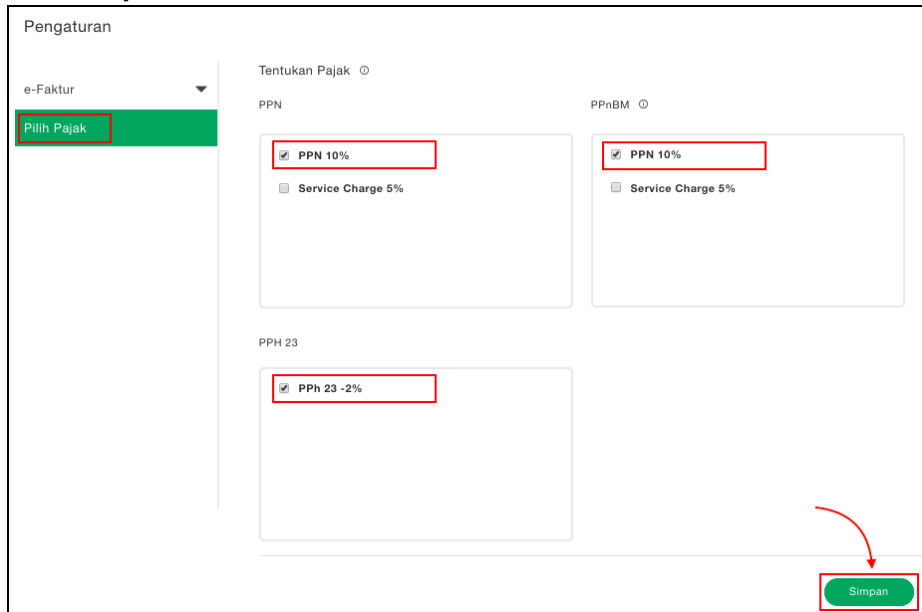 Pengaturan
e-Faktur
Pilih Pajak
Tentukan Pajak
PPN
PPN 10%
Service Charge 5%
PPnBM
PPN 10%
Service Charge 5%
PPH 23
PPh 23 -2%
Simpan